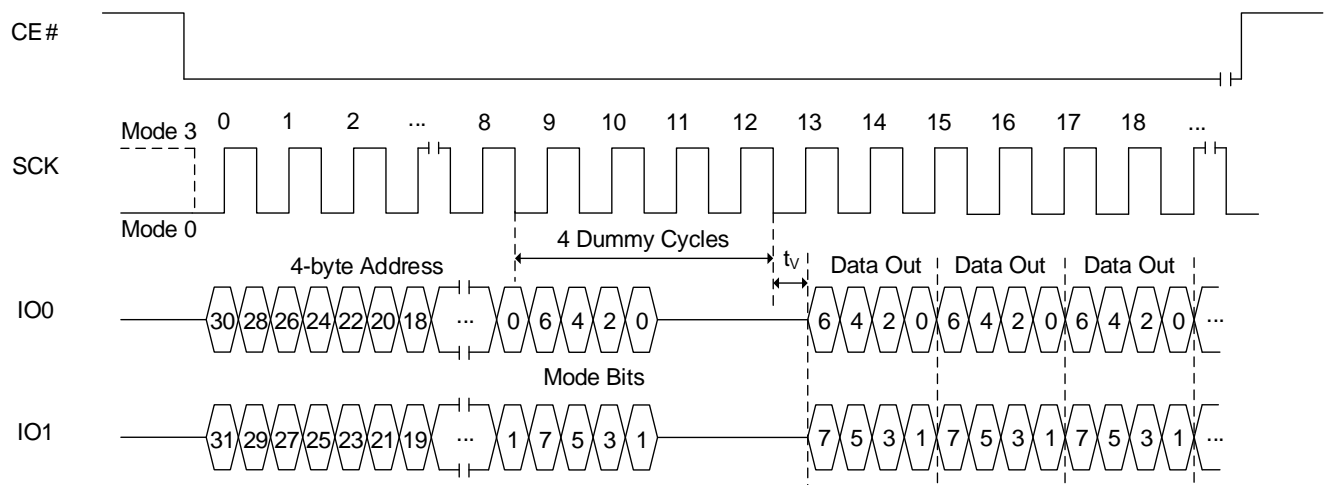 CE#
0 1 2 ... 8 9 10 11 12 13 14 15 16 17 18 ...
Mode 3
SCK
Mode 0
4 Dummy Cycles
tV
4-byte Address
Data Out Data Out Data Out
IO0
30 28 26 24 22 20 18 ... 0 6 4 2 0 6 4 2 0 6 4 2 0 6 4 2 0 ...
Mode Bits
IO1
31 29 27 25 23 21 19 ... 1 7 5 3 1 7 5 3 1 7 5 3 1 7 5 3 1 ...